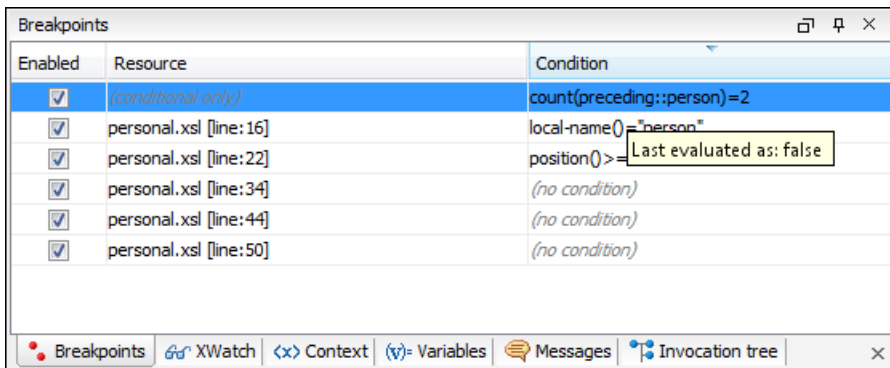 Breakpoints
Enabled Resource Condition
(conditional only) count(preceding::person)=2
personal.xsl [line:16] local-name()="person"
personal.xsl [line:22] position()>=
Last evaluated as: false
personal.xsl [line:34] (no condition)
personal.xsl [line:44] (no condition)
personal.xsl [line:50] (no condition)
Breakpoints XWatch <x> Context (v)= Variables Messages Invocation tree